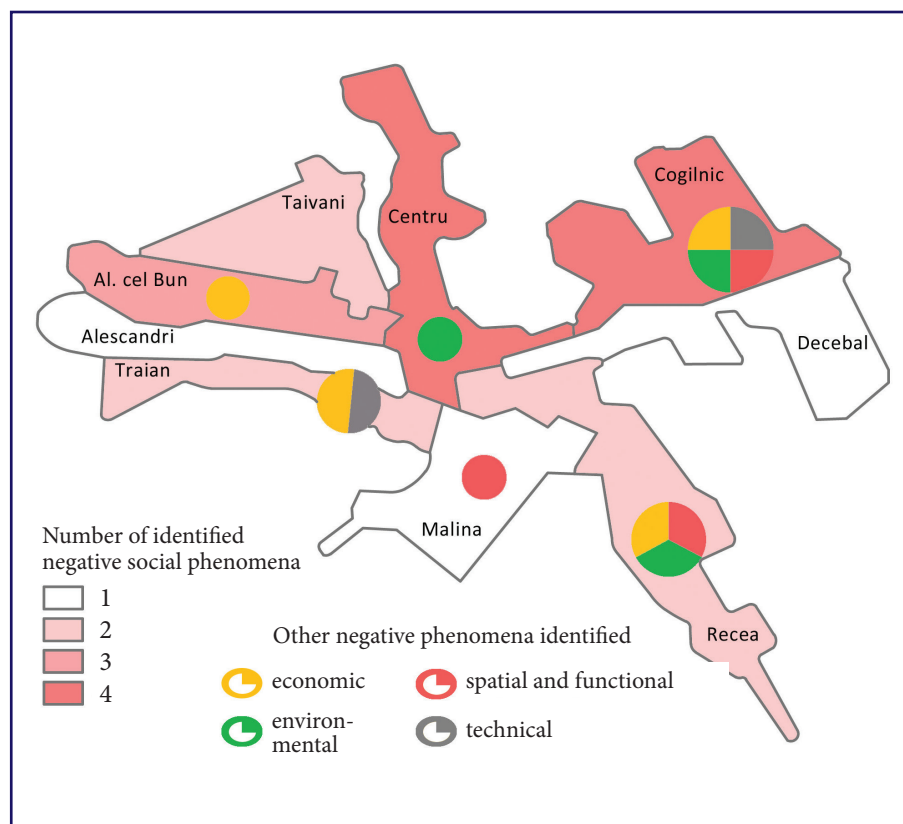 Cogilnic
Taivani
Centru
Al. cel Bun
Alescandri
Decebal
Traian
Malina
Recea
Number of identified
negative social phenomena
1
2
3
4
Other negative phenomena identified
economic
spatial and functional
environ-
mental
technical